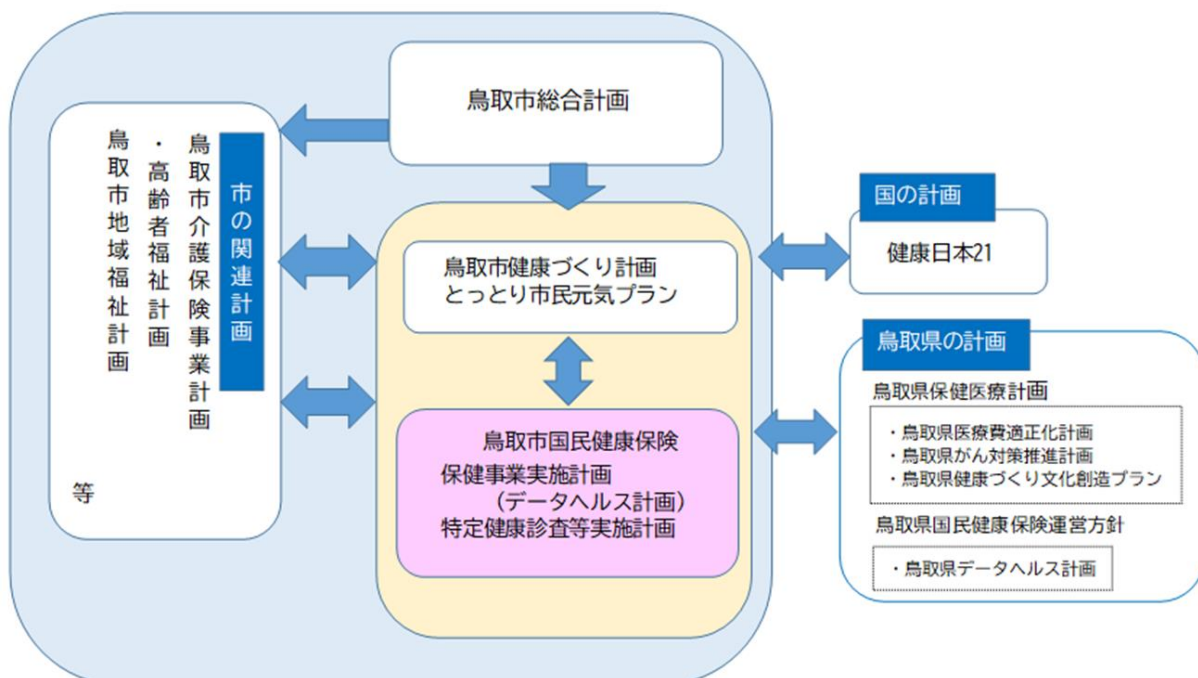 鳥取市総合計画
市の関連計画
鳥取市介護保険事業計画
・高齢者福祉計画
鳥取市地域福祉計画
等
鳥取市健康づくり計画
とっとり市民元気プラン
鳥取市国民健康保険
保健事業実施計画
(データヘルス計画)
特定健康診査等実施計画
国の計画
健康日本21
鳥取県の計画
鳥取県保健医療計画
・鳥取県医療費適正化計画
・鳥取県がん対策推進計画
・鳥取県健康づくり文化創造プラン
鳥取県国民健康保険運営方針
・鳥取県データヘルス計画